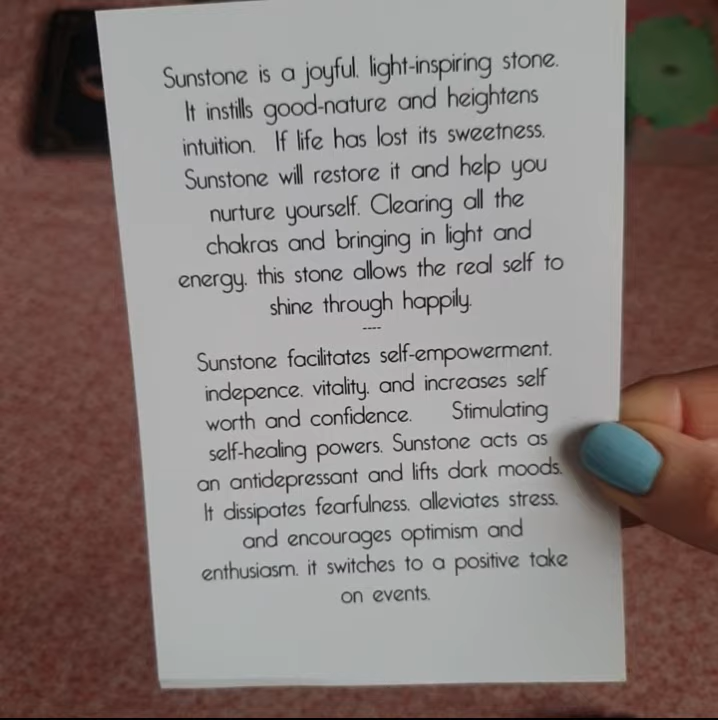 Sunstone is a joyful, light-inspiring stone.
It instills good-nature and heightens
intuition. If life has lost its sweetness,
Sunstone will restore it and help you
nurture yourself. Clearing all the
chakras and bringing in light and
energy, this stone allows the real self to
shine through happily.
----
Sunstone facilitates self-empowerment,
indepence, vitality, and increases self
worth and confidence. Stimulating
self-healing powers, Sunstone acts as
an antidepressant and lifts dark moods.
It dissipates fearfulness, alleviates stress,
and encourages optimism and
enthusiasm, it switches to a positive take
on events.